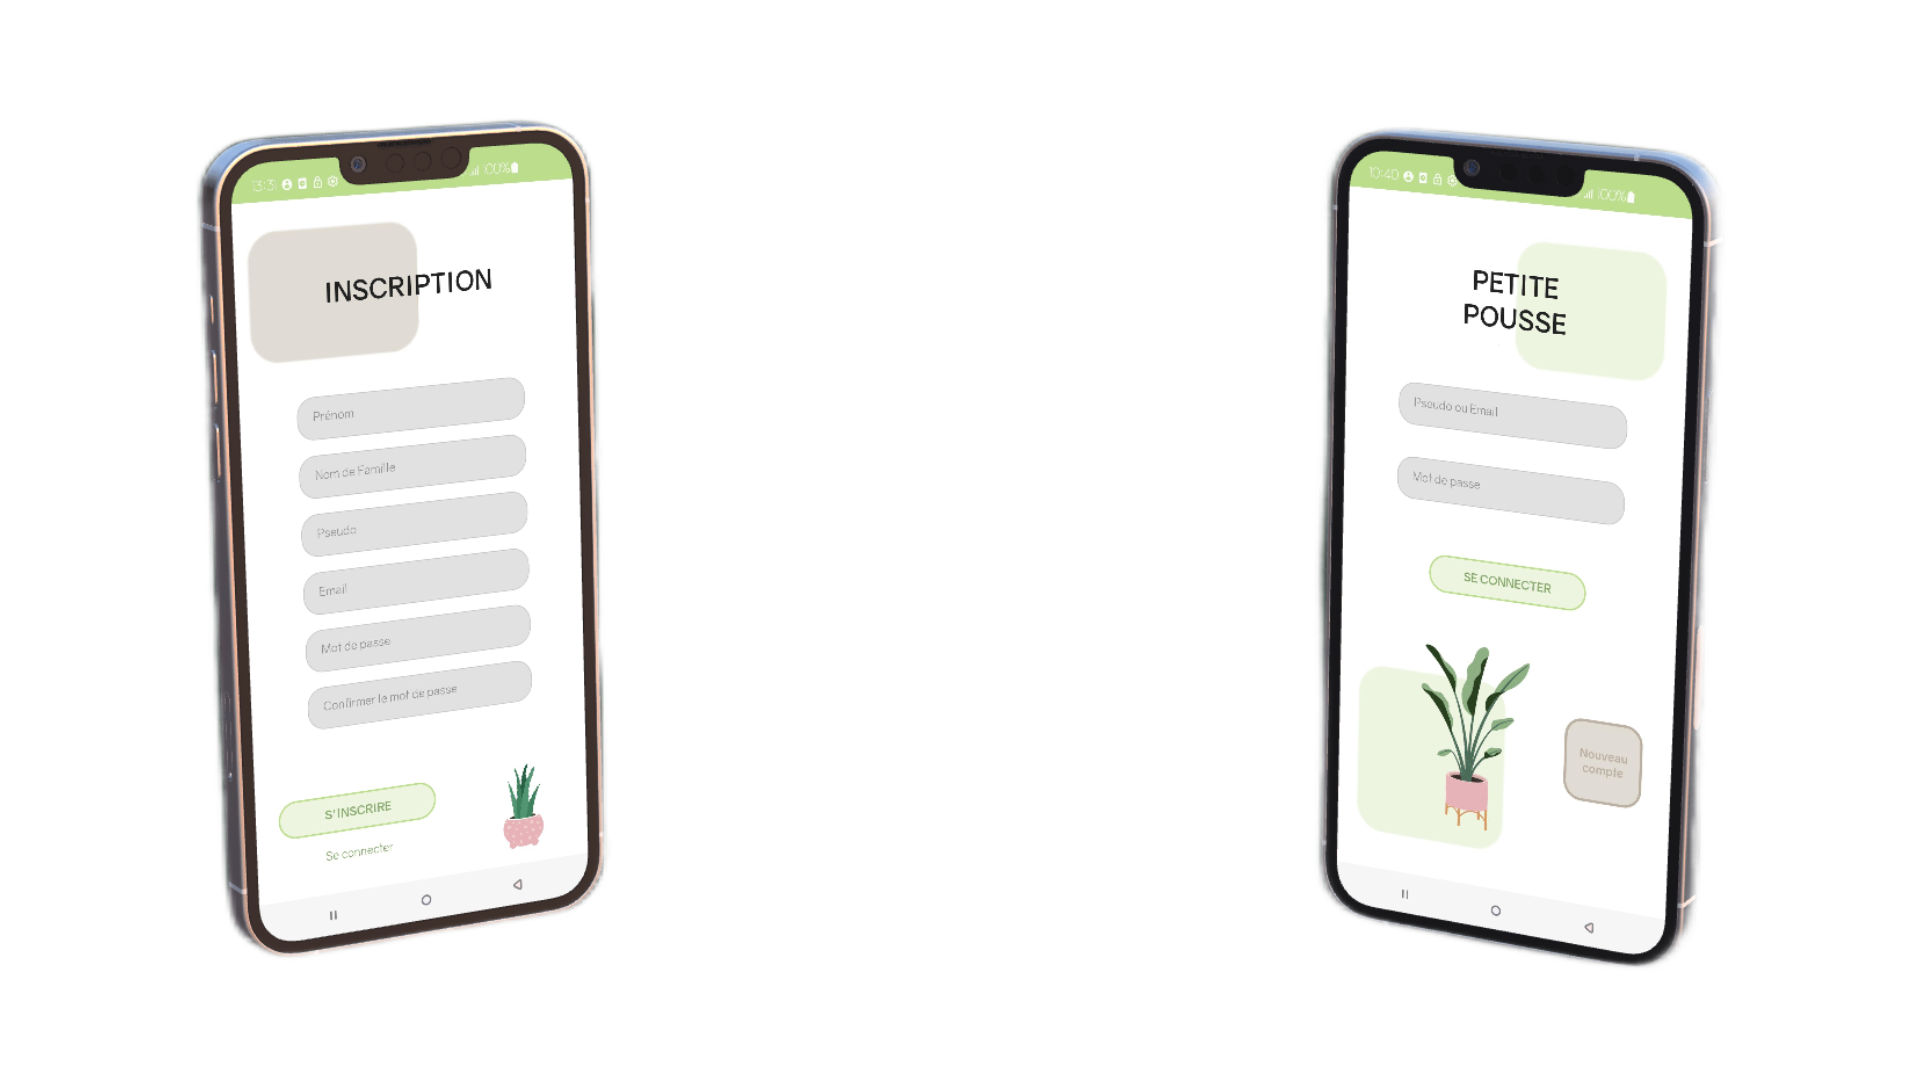 13:31
100%
INSCRIPTION
Prénom
Nom de Famille
Pseudo
Email
Mot de passe
Confirmer le mot de passe
S'INSCRIRE
Se connecter
10:40
100%
PETITE
POUSSE
Pseudo ou Email
Mot de passe
SE CONNECTER
Nouveau
compte